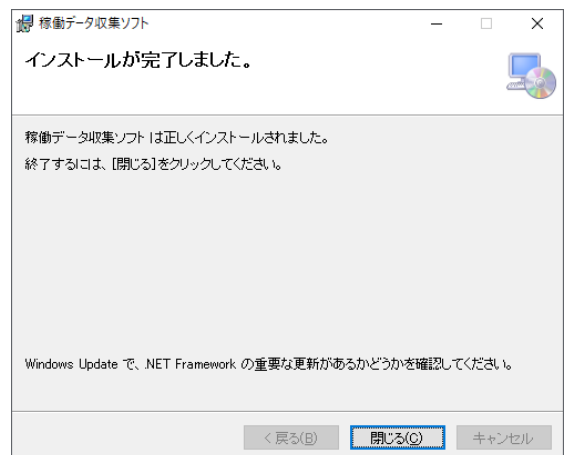 稼働データ収集ソフト
インストールが完了しました。
稼働データ収集ソフト は正しくインストールされました。
終了するには、[閉じる]をクリックしてください。
Windows Update で、.NET Framework の重要な更新があるかどうかを確認してください。
< 戻る(B) 閉じる(C) キャンセル